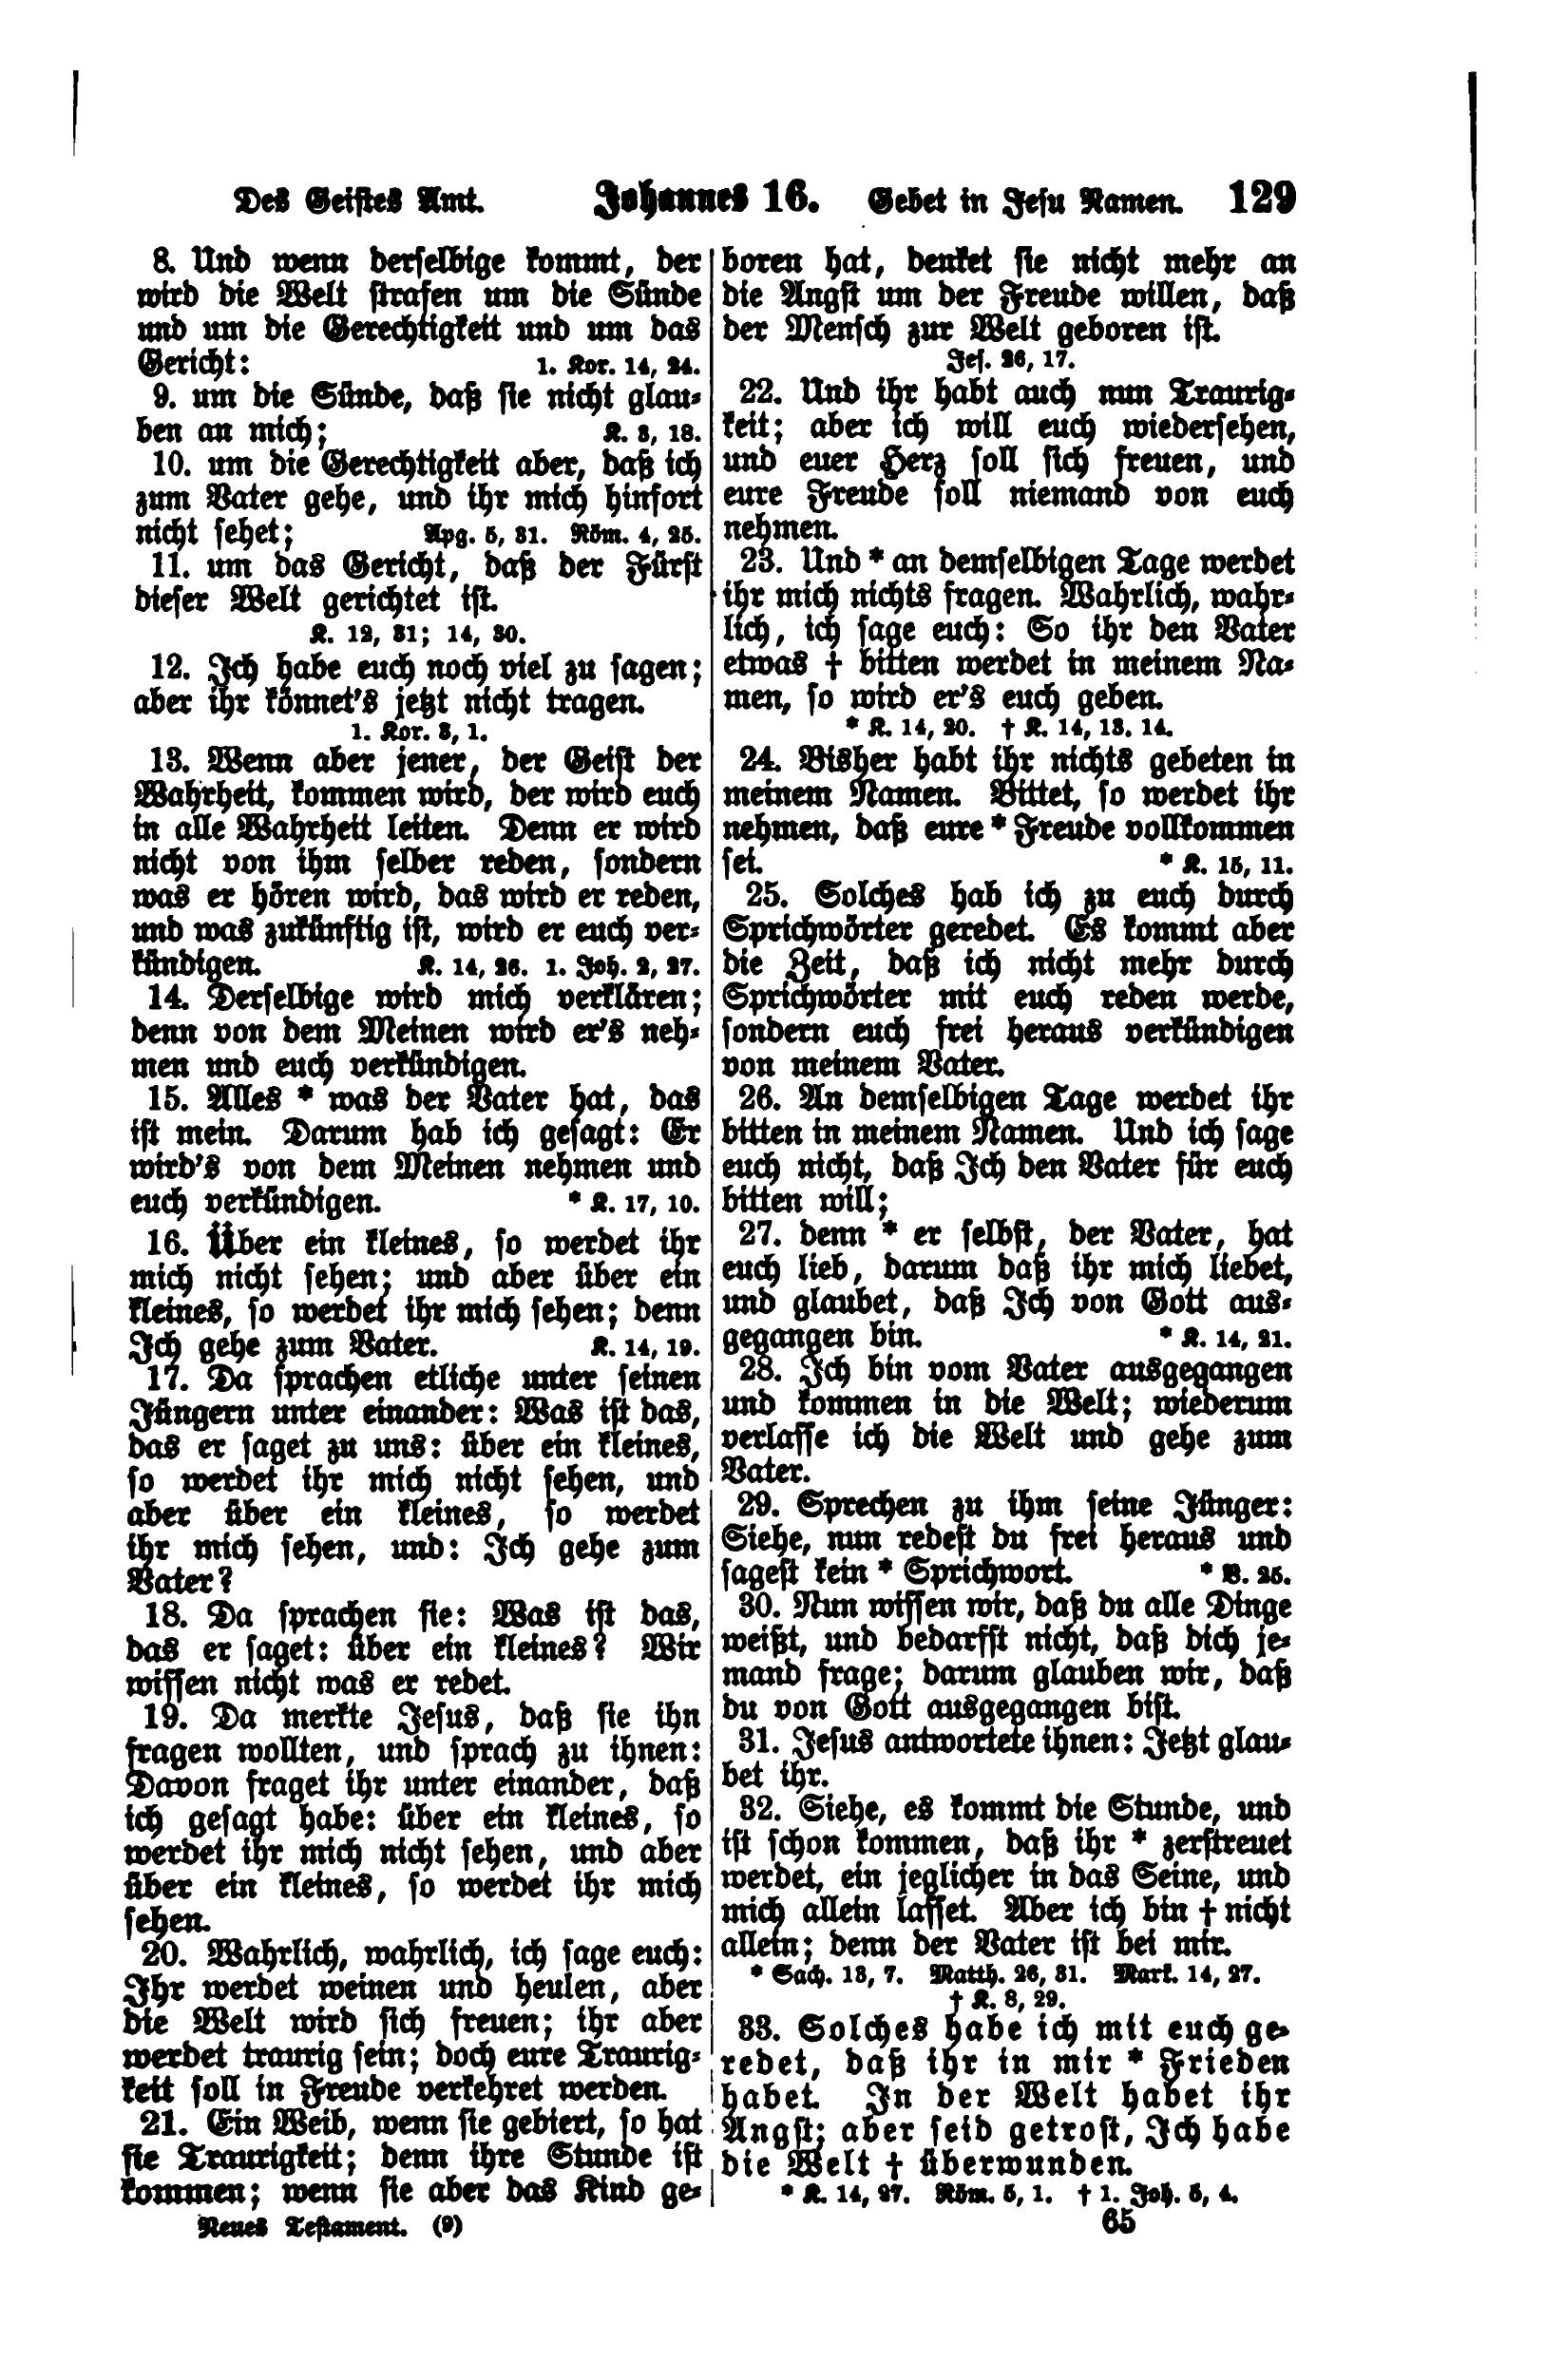 Des Geistes Amt. Johannes 16. Gebet in Jesu Namen. 129
8. Und wenn derselbige kommt, der
wird die Welt strafen um die Sünde
und um die Gerechtigkeit und um das
Gericht: 1. Kor. 14, 24.
9. um die Sünde, daß sie nicht glau-
ben an mich; K. 3, 18.
10. um die Gerechtigkeit aber, daß ich
zum Vater gehe, und ihr mich hinfort
nicht sehet; Apg. 5, 31. Röm. 4, 25.
11. um das Gericht, daß der Fürst
dieser Welt gerichtet ist.
K. 12, 31; 14, 30.
12. Ich habe euch noch viel zu sagen;
aber ihr könnet's jetzt nicht tragen.
1. Kor. 3, 1.
13. Wenn aber jener, der Geist der
Wahrheit, kommen wird, der wird euch
in alle Wahrheit leiten. Denn er wird
nicht von ihm selber reden, sondern
was er hören wird, das wird er reden,
und was zukünftig ist, wird er euch ver-
kündigen. K. 14, 26. 1. Joh. 2, 27.
14. Derselbige wird mich verklären;
denn von dem Meinen wird er's neh-
men und euch verkündigen.
15. Alles * was der Vater hat, das
ist mein. Darum hab ich gesagt: Er
wird's von dem Meinen nehmen und
euch verkündigen. * K. 17, 10.
16. Über ein kleines, so werdet ihr
mich nicht sehen; und aber über ein
kleines, so werdet ihr mich sehen; denn
Ich gehe zum Vater. K. 14, 19.
17. Da sprachen etliche unter seinen
Jüngern unter einander: Was ist das,
das er saget zu uns: über ein kleines,
so werdet ihr mich nicht sehen, und
aber über ein kleines, so werdet
ihr mich sehen, und: Ich gehe zum
Vater?
18. Da sprachen sie: Was ist das,
das er saget: über ein kleines? Wir
wissen nicht was er redet.
19. Da merkte Jesus, daß sie ihn
fragen wollten, und sprach zu ihnen:
Davon fraget ihr unter einander, daß
ich gesagt habe: über ein kleines, so
werdet ihr mich nicht sehen, und aber
über ein kleines, so werdet ihr mich
sehen.
20. Wahrlich, wahrlich, ich sage euch:
Ihr werdet weinen und heulen, aber
die Welt wird sich freuen; ihr aber
werdet traurig sein; doch eure Traurig-
keit soll in Freude verkehret werden.
21. Ein Weib, wenn sie gebiert, so hat
sie Traurigkeit; denn ihre Stunde ist
kommen; wenn sie aber das Kind ge-
Neues Testament. (9)
boren hat, denket sie nicht mehr an
die Angst um der Freude willen, daß
der Mensch zur Welt geboren ist.
Jes. 26, 17.
22. Und ihr habt auch nun Traurig-
keit; aber ich will euch wiedersehen,
und euer Herz soll sich freuen, und
eure Freude soll niemand von euch
nehmen.
23. Und * an demselbigen Tage werdet
ihr mich nichts fragen. Wahrlich, wahr-
lich, ich sage euch: So ihr den Vater
etwas † bitten werdet in meinem Na-
men, so wird er's euch geben.
* K. 14, 20. † K. 14, 13. 14.
24. Bisher habt ihr nichts gebeten in
meinem Namen. Bittet, so werdet ihr
nehmen, daß eure * Freude vollkommen
sei. * K. 15, 11.
25. Solches hab ich zu euch durch
Sprichwörter geredet. Es kommt aber
die Zeit, daß ich nicht mehr durch
Sprichwörter mit euch reden werde,
sondern euch frei heraus verkündigen
von meinem Vater.
26. An demselbigen Tage werdet ihr
bitten in meinem Namen. Und ich sage
euch nicht, daß Ich den Vater für euch
bitten will;
27. denn * er selbst, der Vater, hat
euch lieb, darum daß ihr mich liebet,
und glaubet, daß Ich von Gott aus-
gegangen bin. * K. 14, 21.
28. Ich bin vom Vater ausgegangen
und kommen in die Welt; wiederum
verlasse ich die Welt und gehe zum
Vater.
29. Sprechen zu ihm seine Jünger:
Siehe, nun redest du frei heraus und
sagest kein * Sprichwort. * V. 25.
30. Nun wissen wir, daß du alle Dinge
weißt, und bedarfst nicht, daß dich je-
mand frage; darum glauben wir, daß
du von Gott ausgegangen bist.
31. Jesus antwortete ihnen: Jetzt glau-
bet ihr.
32. Siehe, es kommt die Stunde, und
ist schon kommen, daß ihr * zerstreuet
werdet, ein jeglicher in das Seine, und
mich allein lasset. Aber ich bin † nicht
allein; denn der Vater ist bei mir.
* Sach. 13, 7. Matth. 26, 31. Mark. 14, 27.
† K. 8, 29.
33. Solches habe ich mit euch ge-
redet, daß ihr in mir * Frieden
habet. In der Welt habet ihr
Angst; aber seid getrost, Ich habe
die Welt † überwunden.
* K. 14, 27. Röm. 5, 1. † 1. Joh. 5, 4.
65